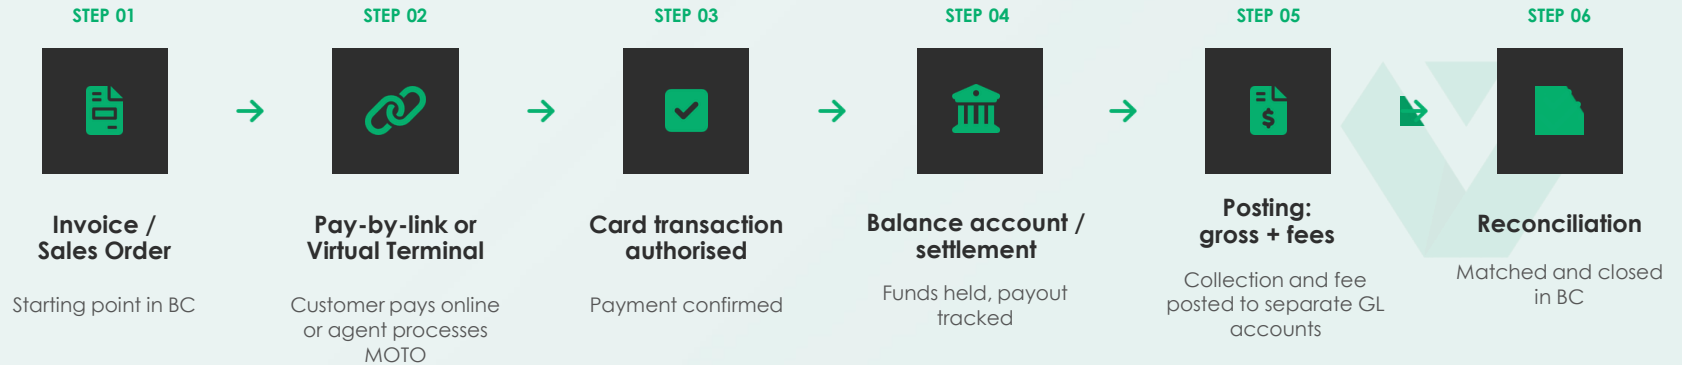 STEP 01
Invoice /
Sales Order
Starting point in BC
STEP 02
Pay-by-link or
Virtual Terminal
Customer pays online
or agent processes
MOTO
STEP 03
Card transaction
authorised
Payment confirmed
STEP 04
Balance account /
settlement
Funds held, payout
tracked
STEP 05
Posting:
gross + fees
Collection and fee
posted to separate GL
accounts
STEP 06
Reconciliation
Matched and closed
in BC